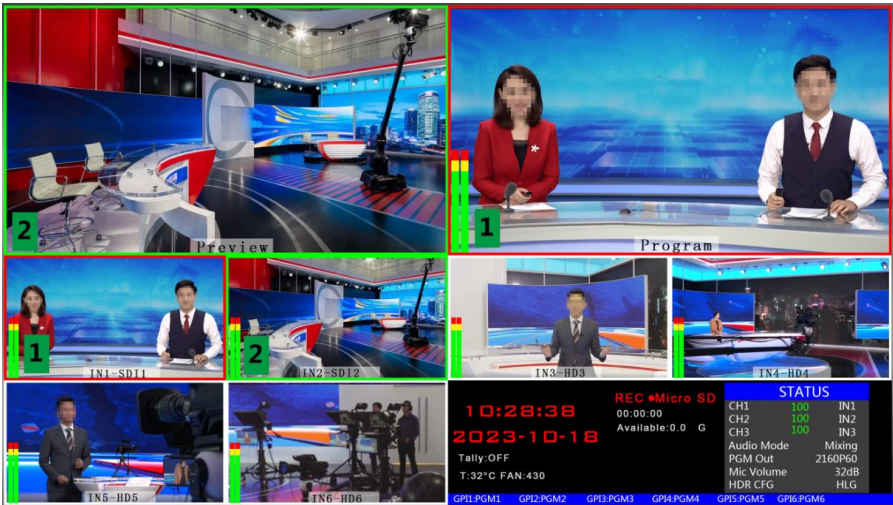 2
Preview
1
Program
1
IN1-SDI1
2
IN2-SDI2
IN3-HD3
IN4-HD4
IN5-HD5
IN6-HD6
10:28:38
2023-10-18
Tally:OFF
T:32°C FAN:430
REC ●Micro SD
00:00:00
Available:0.0 G
STATUS
CH1 100 IN1
CH2 100 IN2
CH3 100 IN3
Audio Mode Mixing
PGM Out 2160P60
Mic Volume 32dB
HDR CFG HLG
GPI1:PGM1 GPI2:PGM2 GPI3:PGM3 GPI4:PGM4 GPI5:PGM5 GPI6:PGM6